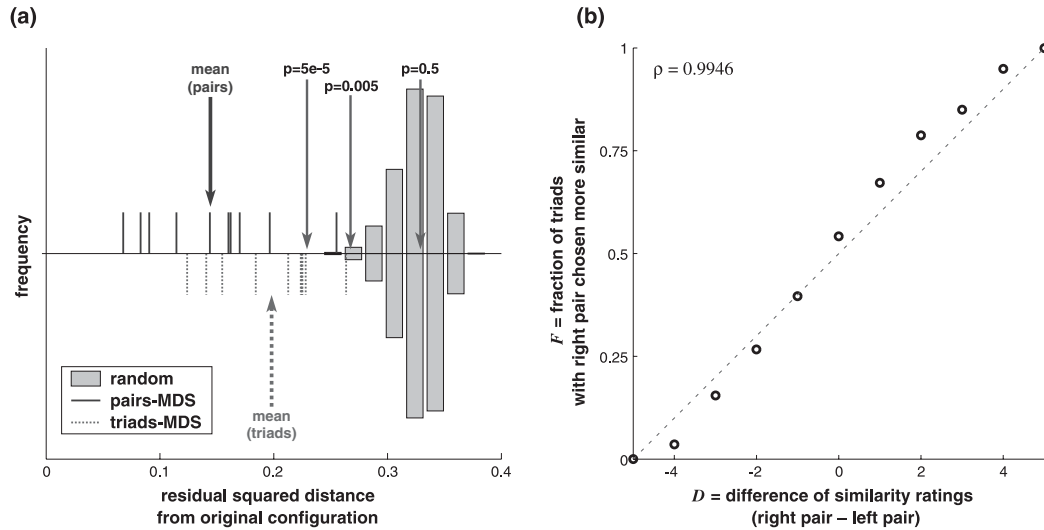 (a)
mean
(pairs)
p=5e-5
p=0.005
p=0.5
frequency
random
pairs-MDS
triads-MDS
mean
(triads)
0 0.1 0.2 0.3 0.4
residual squared distance
from original configuration
(b)
ρ = 0.9946
1
0.75
0.5
0.25
0
F = fraction of triads
with right pair chosen more similar
-4 -2 0 2 4
D = difference of similarity ratings
(right pair – left pair)